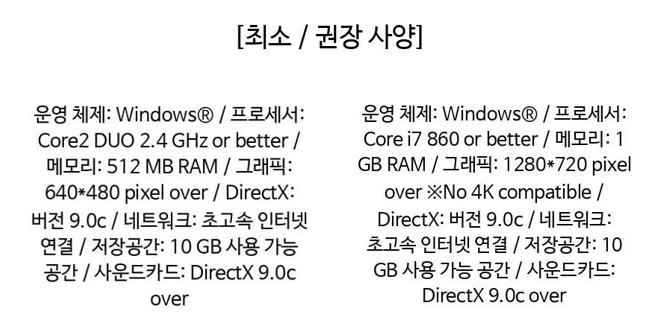 [최소 / 권장 사양]
운영 체제: Windows® / 프로세서:
Core2 DUO 2.4 GHz or better /
메모리: 512 MB RAM / 그래픽:
640*480 pixel over / DirectX:
버전 9.0c / 네트워크: 초고속 인터넷
연결 / 저장공간: 10 GB 사용 가능
공간 / 사운드카드: DirectX 9.0c
over
운영 체제: Windows® / 프로세서:
Core i7 860 or better / 메모리: 1
GB RAM / 그래픽: 1280*720 pixel
over ※No 4K compatible /
DirectX: 버전 9.0c / 네트워크:
초고속 인터넷 연결 / 저장공간: 10
GB 사용 가능 공간 / 사운드카드:
DirectX 9.0c over